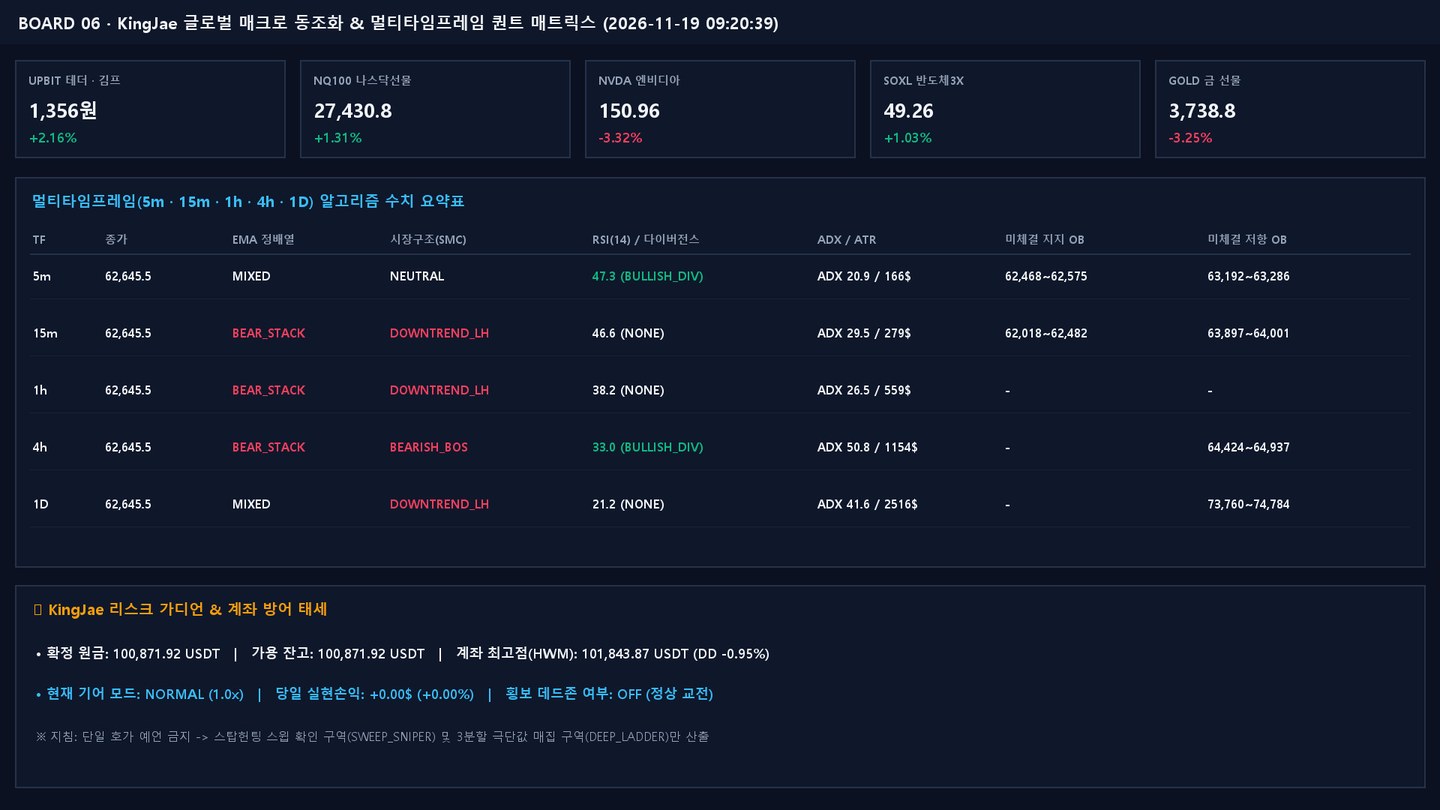 BOARD 06 · KingJae 글로벌 매크로 동조화 & 멀티타임프레임 퀀트 매트릭스 (2026-11-19 09:20:39)
UPBIT 테더 · 김프 NQ100 나스닥선물 NVDA 엔비디아 SOXL 반도체3X GOLD 금 선물
1,356원 27,430.8 150.96 49.26 3,738.8
+2.16% +1.31% -3.32% +1.03% -3.25%
멀티타임프레임(5m · 15m · 1h · 4h · 1D) 알고리즘 수치 요약표
TF 종가 EMA 정배열 시장구조(SMC) RSI(14) / 다이버전스 ADX / ATR 미체결 지지 OB 미체결 저항 OB
5m 62,645.5 MIXED NEUTRAL 47.3 (BULLISH_DIV) ADX 20.9 / 166$ 62,468~62,575 63,192~63,286
15m 62,645.5 BEAR_STACK DOWNTREND_LH 46.6 (NONE) ADX 29.5 / 279$ 62,018~62,482 63,897~64,001
1h 62,645.5 BEAR_STACK DOWNTREND_LH 38.2 (NONE) ADX 26.5 / 559$ - -
4h 62,645.5 BEAR_STACK BEARISH_BOS 33.0 (BULLISH_DIV) ADX 50.8 / 1154$ - 64,424~64,937
1D 62,645.5 MIXED DOWNTREND_LH 21.2 (NONE) ADX 41.6 / 2516$ - 73,760~74,784
KingJae 리스크 가디언 & 계좌 방어 태세
• 확정 원금: 100,871.92 USDT | 가용 잔고: 100,871.92 USDT | 계좌 최고점(HWM): 101,843.87 USDT (DD -0.95%)
• 현재 기어 모드: NORMAL (1.0x) | 당일 실현손익: +0.00$ (+0.00%) | 횡보 데드존 여부: OFF (정상 교전)
※ 지침: 단일 호가 예언 금지 -> 스탑헌팅 스윕 확인 구역(SWEEP_SNIPER) 및 3분할 극단값 매집 구역(DEEP_LADDER)만 산출